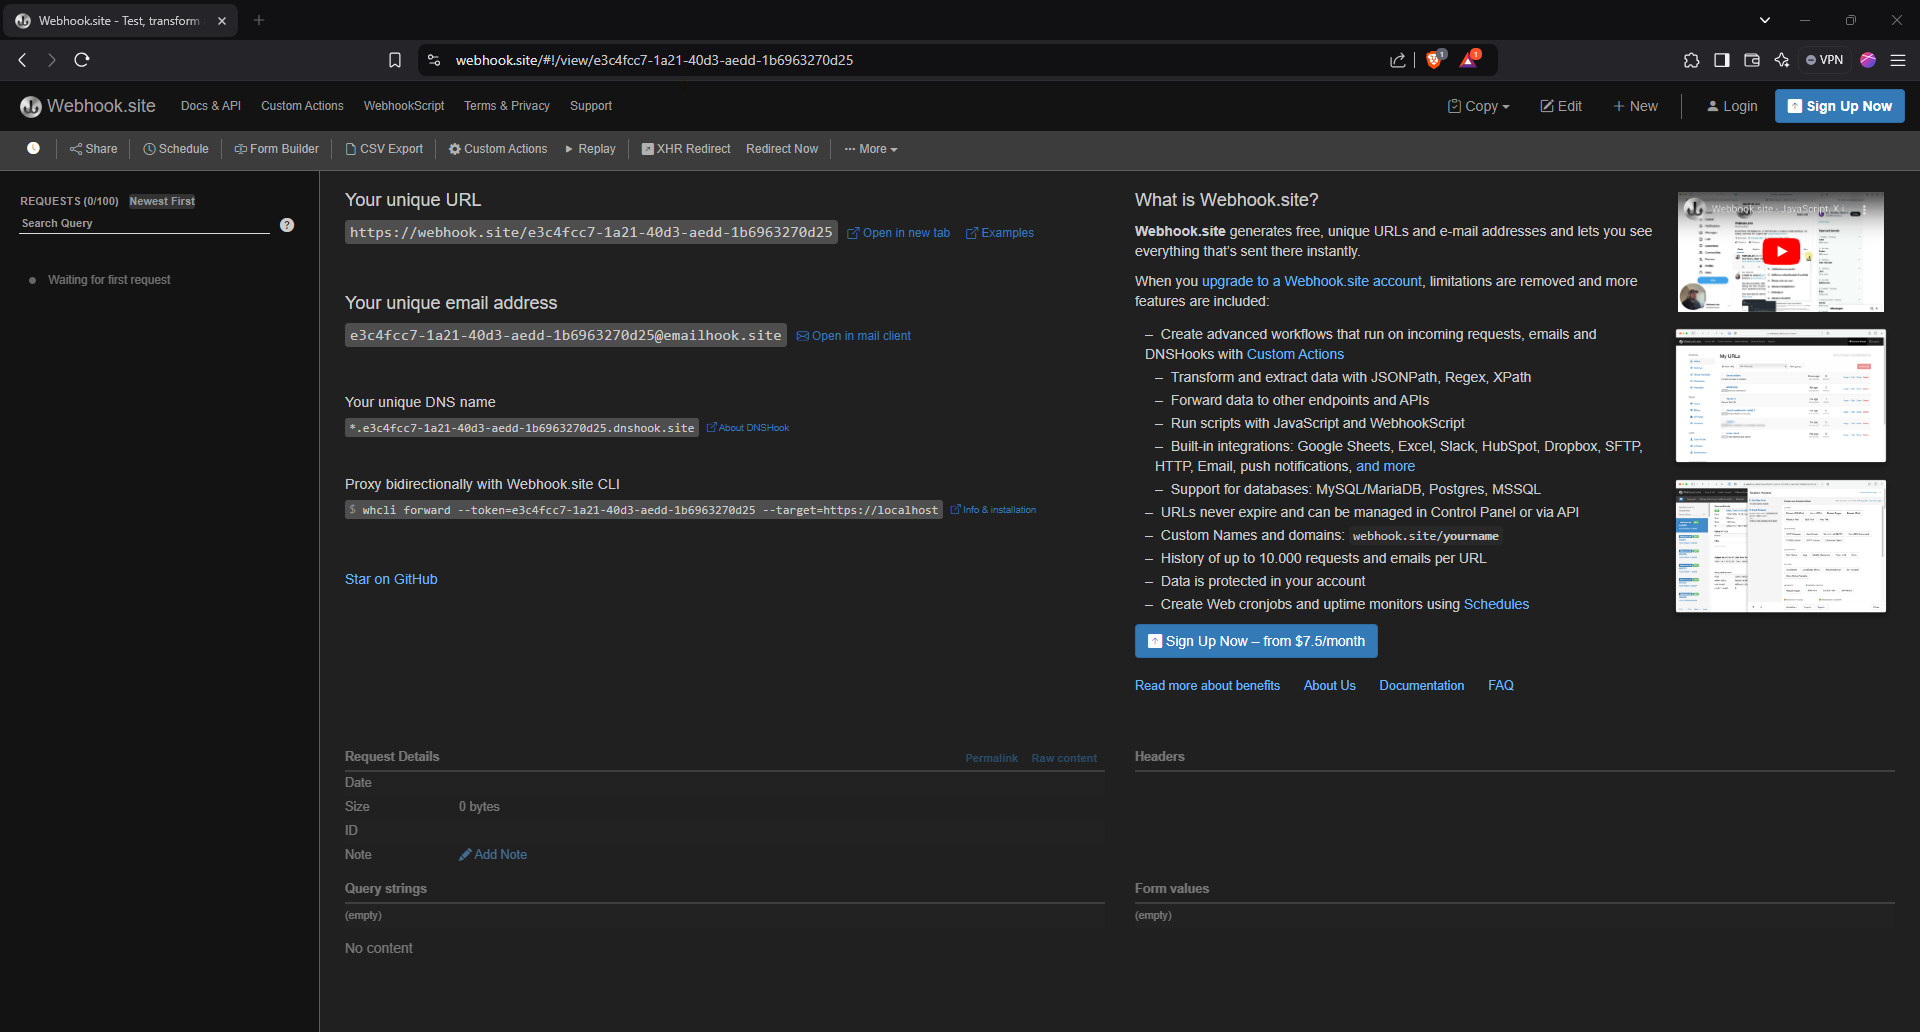 Webhook.site - Test, transform
webhook.site/#!/view/e3c4fcc7-1a21-40d3-aedd-1b6963270d25
1
1
VPN
Webhook.site
Docs & API
Custom Actions
WebhookScript
Terms & Privacy
Support
Copy
Edit
New
Login
Sign Up Now
Share
Schedule
Form Builder
CSV Export
Custom Actions
Replay
XHR Redirect
Redirect Now
More
REQUESTS (0/100) Newest First
Search Query
?
Waiting for first request
Your unique URL
https://webhook.site/e3c4fcc7-1a21-40d3-aedd-1b6963270d25
Open in new tab
Examples
Your unique email address
e3c4fcc7-1a21-40d3-aedd-1b6963270d25@emailhook.site
Open in mail client
Your unique DNS name
*.e3c4fcc7-1a21-40d3-aedd-1b6963270d25.dnshook.site
About DNSHook
Proxy bidirectionally with Webhook.site CLI
$ whcli forward --token=e3c4fcc7-1a21-40d3-aedd-1b6963270d25 --target=https://localhost
Info & installation
Star on GitHub
What is Webhook.site?
Webhook.site generates free, unique URLs and e-mail addresses and lets you see
everything that's sent there instantly.
When you upgrade to a Webhook.site account, limitations are removed and more
features are included:
– Create advanced workflows that run on incoming requests, emails and
DNSHooks with Custom Actions
– Transform and extract data with JSONPath, Regex, XPath
– Forward data to other endpoints and APIs
– Run scripts with JavaScript and WebhookScript
– Built-in integrations: Google Sheets, Excel, Slack, HubSpot, Dropbox, SFTP,
HTTP, Email, push notifications, and more
– Support for databases: MySQL/MariaDB, Postgres, MSSQL
– URLs never expire and can be managed in Control Panel or via API
– Custom Names and domains: webhook.site/yourname
– History of up to 10.000 requests and emails per URL
– Data is protected in your account
– Create Web cronjobs and uptime monitors using Schedules
Sign Up Now – from $7.5/month
Read more about benefits
About Us
Documentation
FAQ
Webhook.site - JavaScript, X
My URLs
Request Details
Permalink
Raw content
Date
Size 0 bytes
ID
Note Add Note
Headers
Query strings
(empty)
Form values
(empty)
No content